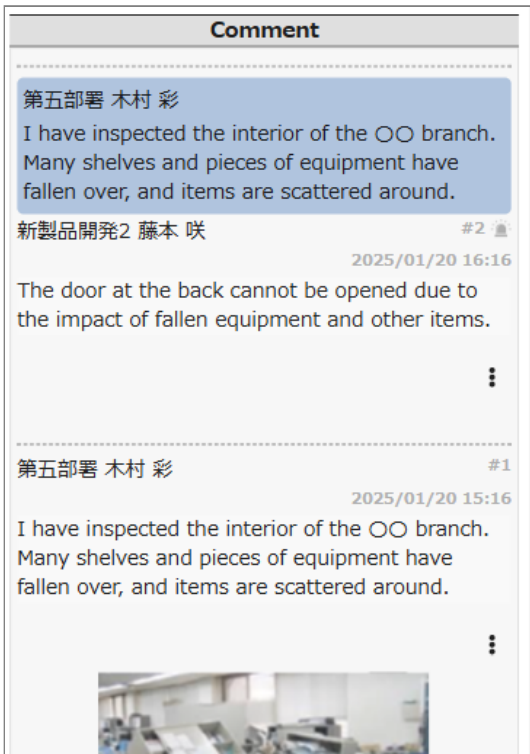 Comment
第五部署 木村 彩
I have inspected the interior of the 〇〇 branch.
Many shelves and pieces of equipment have
fallen over, and items are scattered around.
新製品開発2 藤本 咲
#2
2025/01/20 16:16
The door at the back cannot be opened due to
the impact of fallen equipment and other items.
第五部署 木村 彩
#1
2025/01/20 15:16
I have inspected the interior of the 〇〇 branch.
Many shelves and pieces of equipment have
fallen over, and items are scattered around.